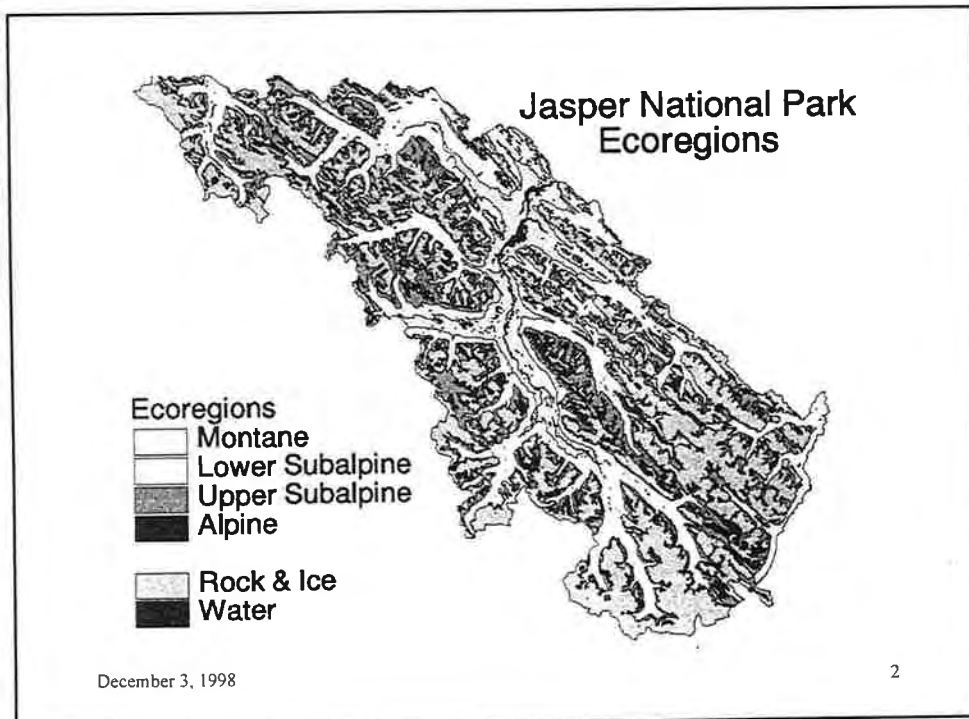 Jasper National Park
Ecoregions
Ecoregions
Montane
Lower Subalpine
Upper Subalpine
Alpine
Rock & Ice
Water
December 3, 1998
2